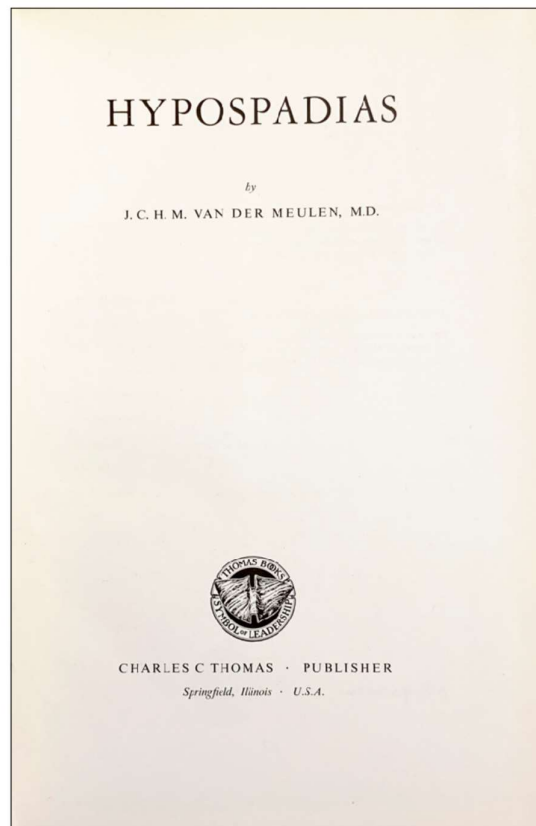 HYPOSPADIAS
by
J. C. H. M. VAN DER MEULEN, M.D.
THOMAS BOOKS
SYMBOL OF LEADERSHIP
CHARLES C THOMAS · PUBLISHER
Springfield, Illinois · U.S.A.